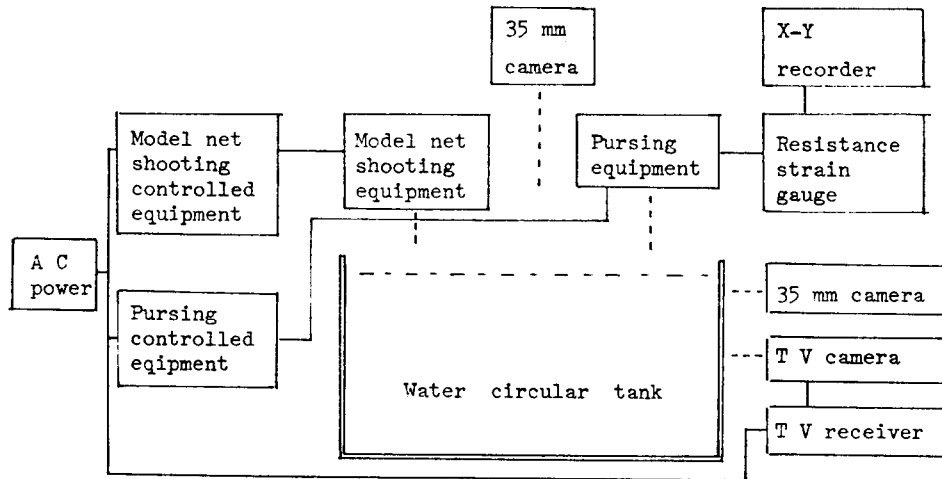 35 mm
camera
X-Y
recorder
Model net
shooting
controlled
equipment
Model net
shooting
equipment
Pursing
equipment
Resistance
strain
gauge
A C
power
Pursing
controlled
eqipment
Water circular tank
35 mm camera
T V camera
T V receiver